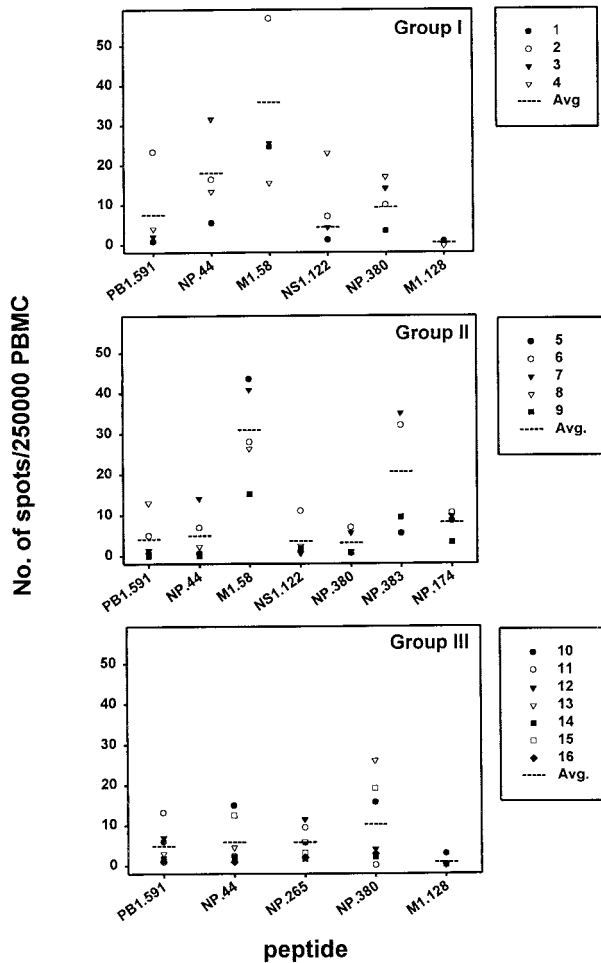 No. of spots/250000 PBMC
Group I
50
40
30
20
10
0
PB1.591
NP.44
M1.58
NS1.122
NP.380
M1.128
1
2
3
4
Avg
Group II
50
40
30
20
10
0
PB1.591
NP.44
M1.58
NS1.122
NP.380
NP.383
NP.174
5
6
7
8
9
Avg.
Group III
50
40
30
20
10
0
PB1.591
NP.44
NP.265
NP.380
M1.128
10
11
12
13
14
15
16
Avg.
peptide